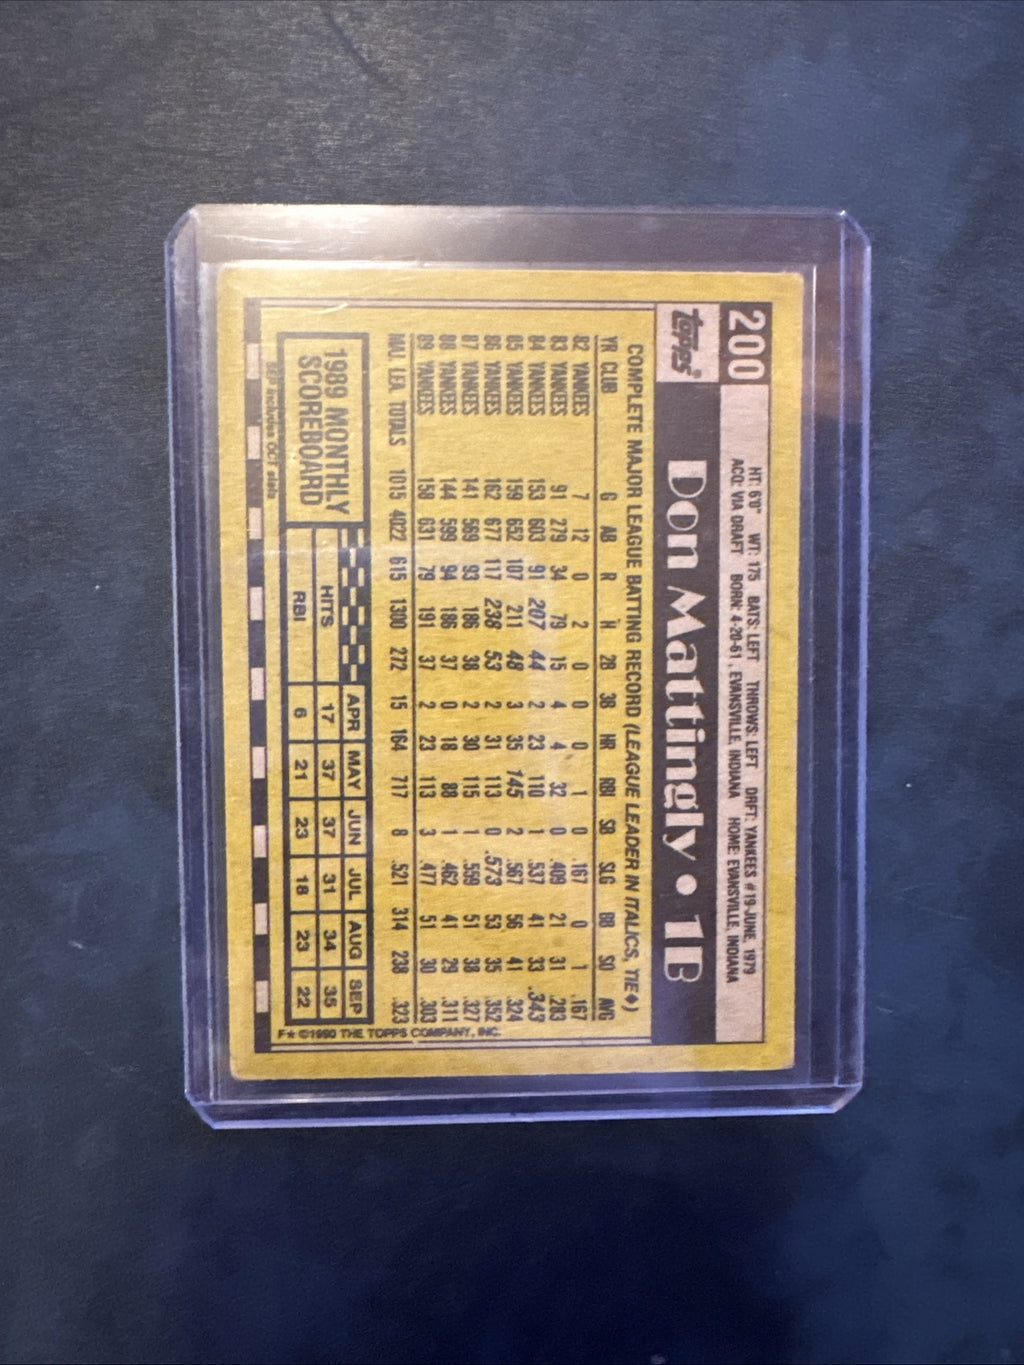 200
HT: 6'0" WT: 175 BATS: LEFT THROWS: LEFT DRFT: YANKEES #19-JUNE, 1979
ACQ: VIA DRAFT BORN: 4-20-61, EVANSVILLE, INDIANA HOME: EVANSVILLE, INDIANA
Topps Don Mattingly • 1B
COMPLETE MAJOR LEAGUE BATTING RECORD (LEAGUE LEADER IN ITALICS, TIE♦)
YR CLUB G AB R H 2B 3B HR RBI SB SLG BB SO AVG
82 YANKEES 7 12 0 2 0 0 0 1 0 .167 0 1 .167
83 YANKEES 91 279 34 79 15 4 4 32 0 .409 21 31 .283
84 YANKEES 153 603 91 207 44 2 23 110 1 .537 41 33 .343
85 YANKEES 159 652 107 211 48 3 35 145 2 .567 56 41 .324
86 YANKEES 162 677 117 238 53 2 31 113 0 .573 53 35 .352
87 YANKEES 141 569 93 186 38 2 30 115 1 .559 51 38 .327
88 YANKEES 144 599 94 186 37 0 18 88 1 .462 41 29 .311
89 YANKEES 158 631 79 191 37 2 23 113 3 .477 51 30 .303
MAJ. LEA. TOTALS 1015 4022 615 1300 272 15 164 717 8 .521 314 238 .323
1989 MONTHLY
SCOREBOARD
APR MAY JUN JUL AUG SEP
HITS 17 37 37 31 34 35
RBI 6 21 23 18 23 22
SEP includes OCT stats
F★ ©1990 THE TOPPS COMPANY, INC.